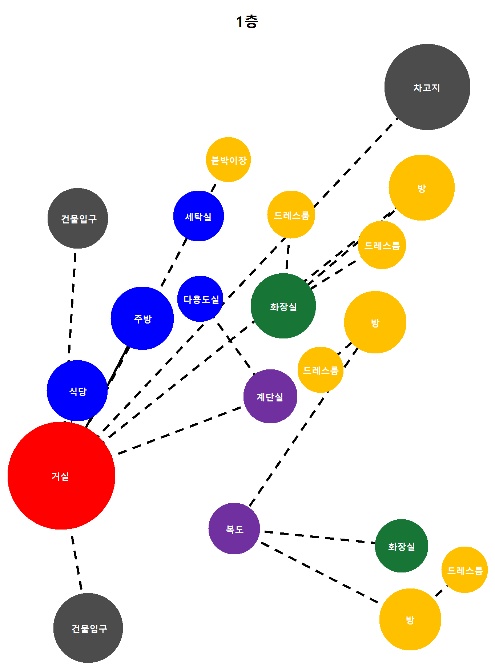 1층
차고지
붙박이장
방
건물입구
세탁실
드레스룸
드레스룸
다용도실
화장실
주방
방
드레스룸
식당
계단실
거실
복도
화장실
드레스룸
방
건물입구